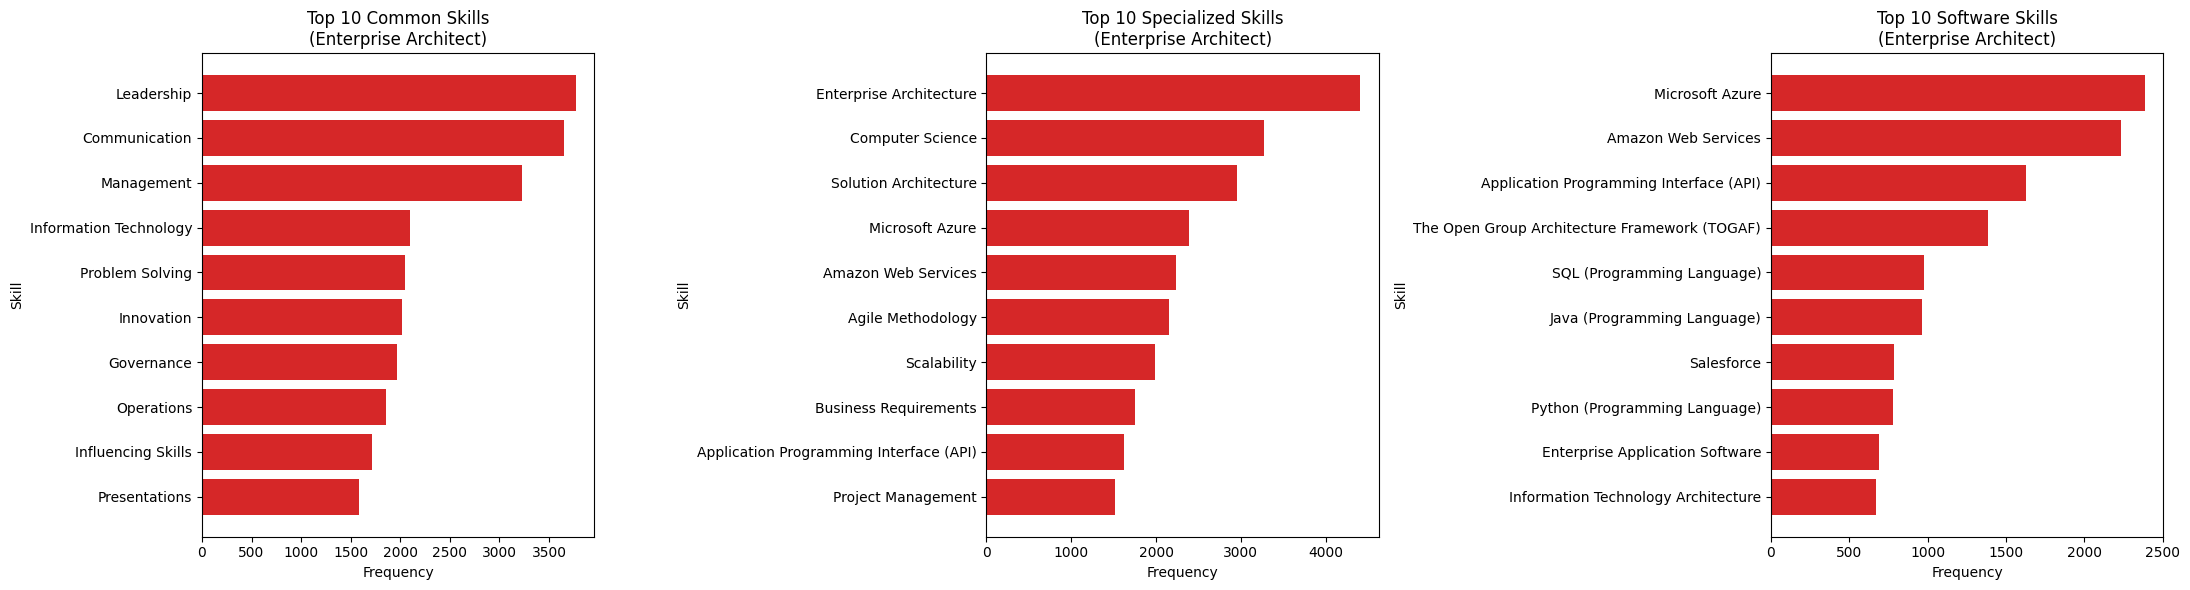 Top 10 Common Skills
(Enterprise Architect)
Skill
Leadership
Communication
Management
Information Technology
Problem Solving
Innovation
Governance
Operations
Influencing Skills
Presentations
0 500 1000 1500 2000 2500 3000 3500
Frequency
Top 10 Specialized Skills
(Enterprise Architect)
Skill
Enterprise Architecture
Computer Science
Solution Architecture
Microsoft Azure
Amazon Web Services
Agile Methodology
Scalability
Business Requirements
Application Programming Interface (API)
Project Management
0 1000 2000 3000 4000
Frequency
Top 10 Software Skills
(Enterprise Architect)
Skill
Microsoft Azure
Amazon Web Services
Application Programming Interface (API)
The Open Group Architecture Framework (TOGAF)
SQL (Programming Language)
Java (Programming Language)
Salesforce
Python (Programming Language)
Enterprise Application Software
Information Technology Architecture
0 500 1000 1500 2000 2500
Frequency